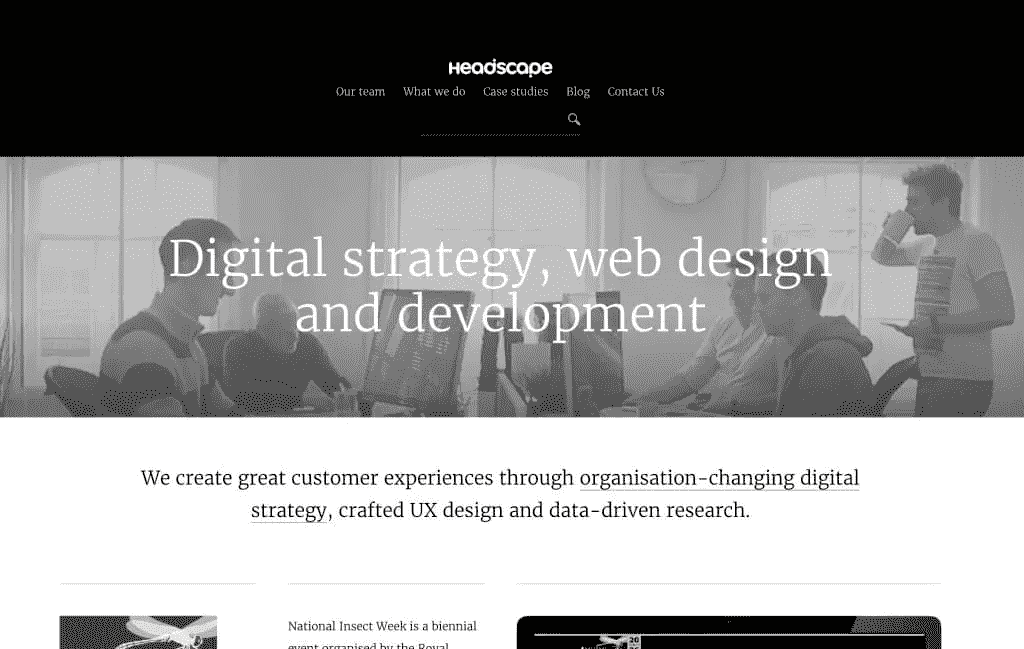 Headscape
Our team What we do Case studies Blog Contact Us
Digital strategy, web design
and development
We create great customer experiences through organisation-changing digital
strategy, crafted UX design and data-driven research.
National Insect Week is a biennial
event organised by the Royal
20